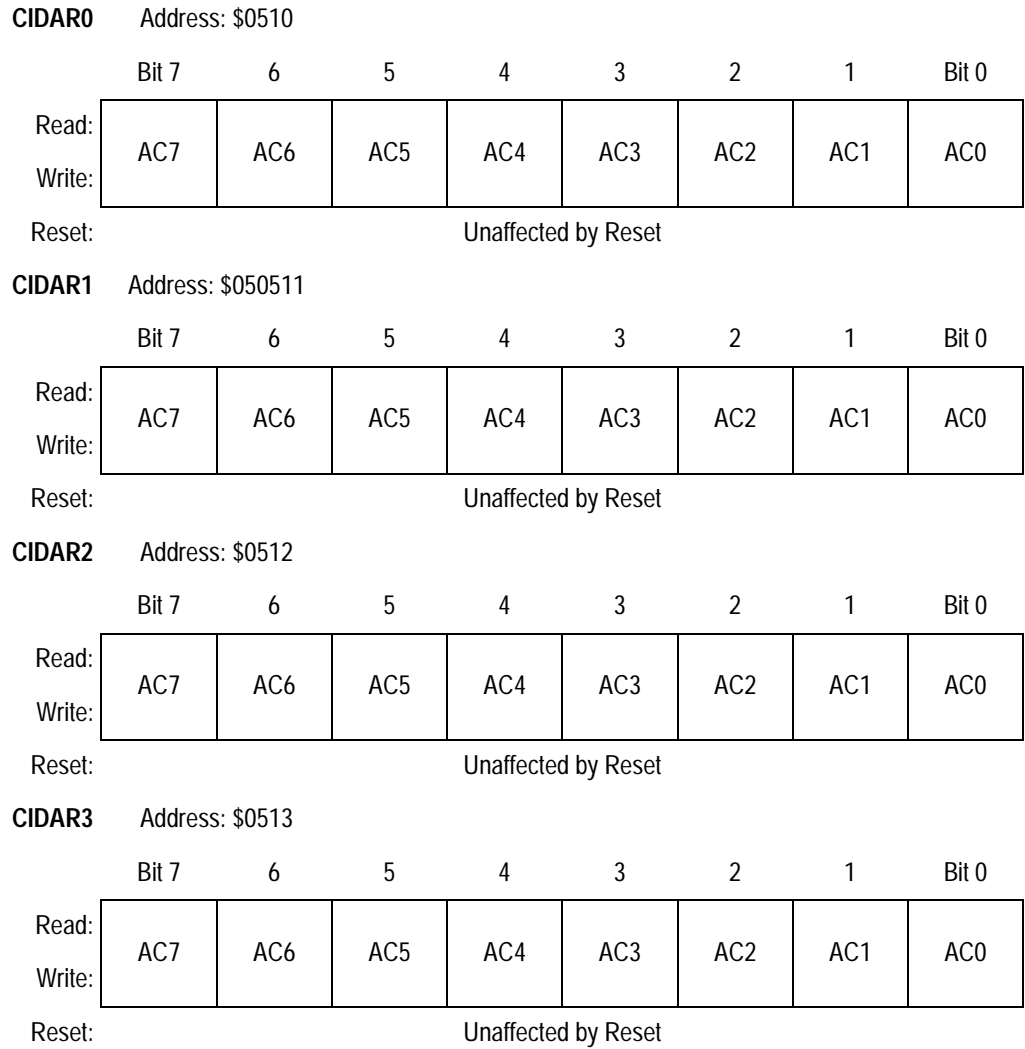 CIDAR0 Address: $0510
Bit 7 6 5 4 3 2 1 Bit 0
Read:
AC7 AC6 AC5 AC4 AC3 AC2 AC1 AC0
Write:
Reset: Unaffected by Reset
CIDAR1 Address: $050511
Bit 7 6 5 4 3 2 1 Bit 0
Read:
AC7 AC6 AC5 AC4 AC3 AC2 AC1 AC0
Write:
Reset: Unaffected by Reset
CIDAR2 Address: $0512
Bit 7 6 5 4 3 2 1 Bit 0
Read:
AC7 AC6 AC5 AC4 AC3 AC2 AC1 AC0
Write:
Reset: Unaffected by Reset
CIDAR3 Address: $0513
Bit 7 6 5 4 3 2 1 Bit 0
Read:
AC7 AC6 AC5 AC4 AC3 AC2 AC1 AC0
Write:
Reset: Unaffected by Reset